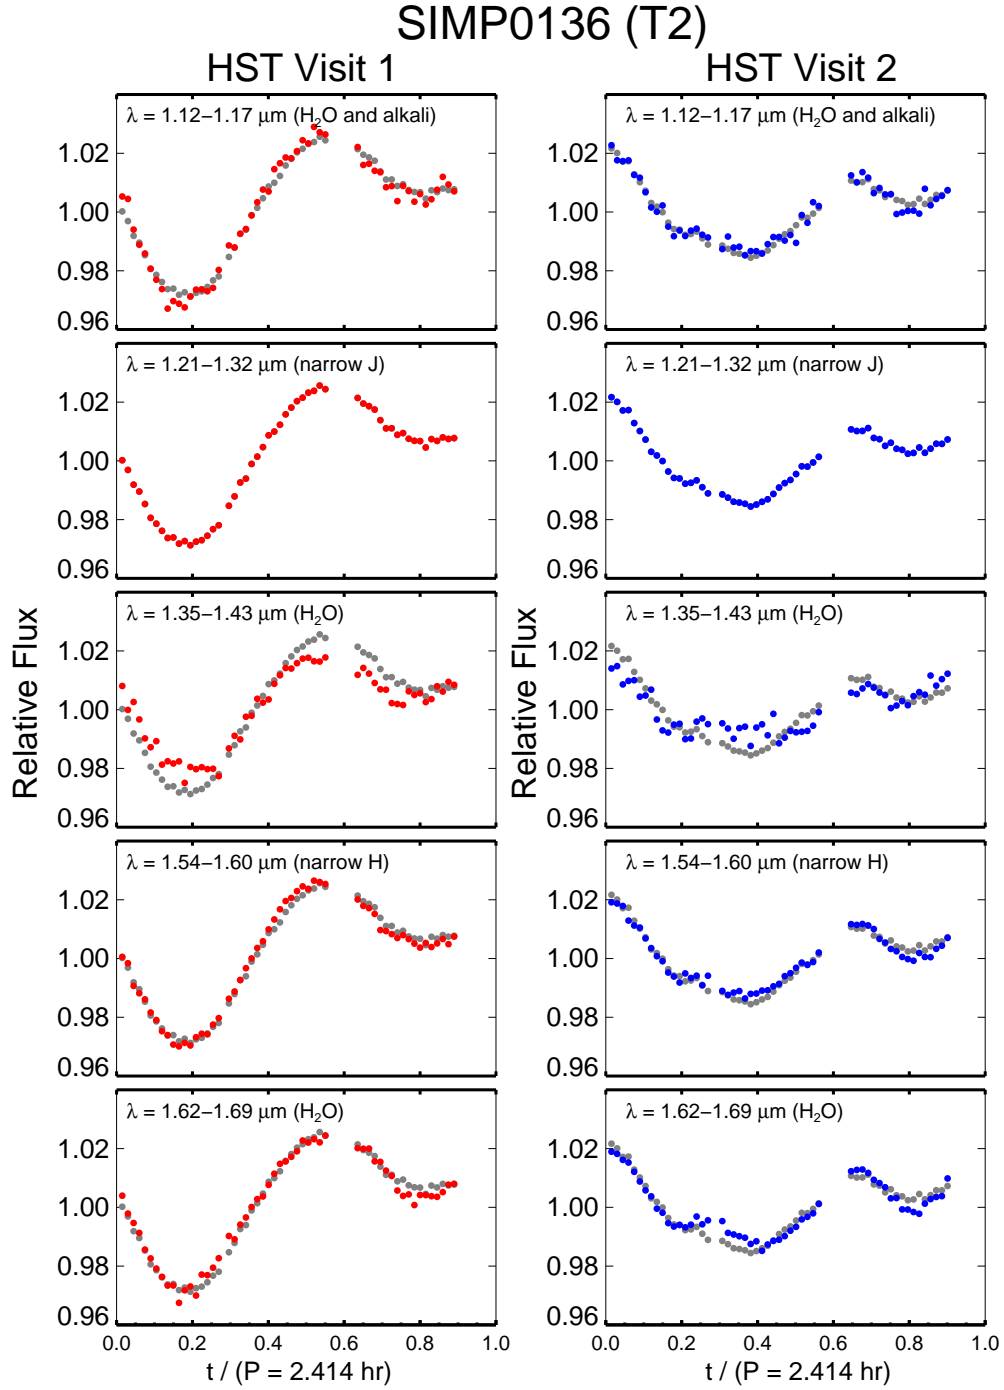 SIMP0136 (T2)
HST Visit 1
HST Visit 2
λ = 1.12−1.17 μm (H₂O and alkali)
1.02
1.00
0.98
0.96
λ = 1.12−1.17 μm (H₂O and alkali)
1.02
1.00
0.98
0.96
λ = 1.21−1.32 μm (narrow J)
1.02
1.00
0.98
0.96
λ = 1.21−1.32 μm (narrow J)
1.02
1.00
0.98
0.96
Relative Flux
λ = 1.35−1.43 μm (H₂O)
1.02
1.00
0.98
0.96
Relative Flux
λ = 1.35−1.43 μm (H₂O)
1.02
1.00
0.98
0.96
λ = 1.54−1.60 μm (narrow H)
1.02
1.00
0.98
0.96
λ = 1.54−1.60 μm (narrow H)
1.02
1.00
0.98
0.96
λ = 1.62−1.69 μm (H₂O)
1.02
1.00
0.98
0.96
0.0 0.2 0.4 0.6 0.8 1.0
t / (P = 2.414 hr)
λ = 1.62−1.69 μm (H₂O)
1.02
1.00
0.98
0.96
0.0 0.2 0.4 0.6 0.8 1.0
t / (P = 2.414 hr)